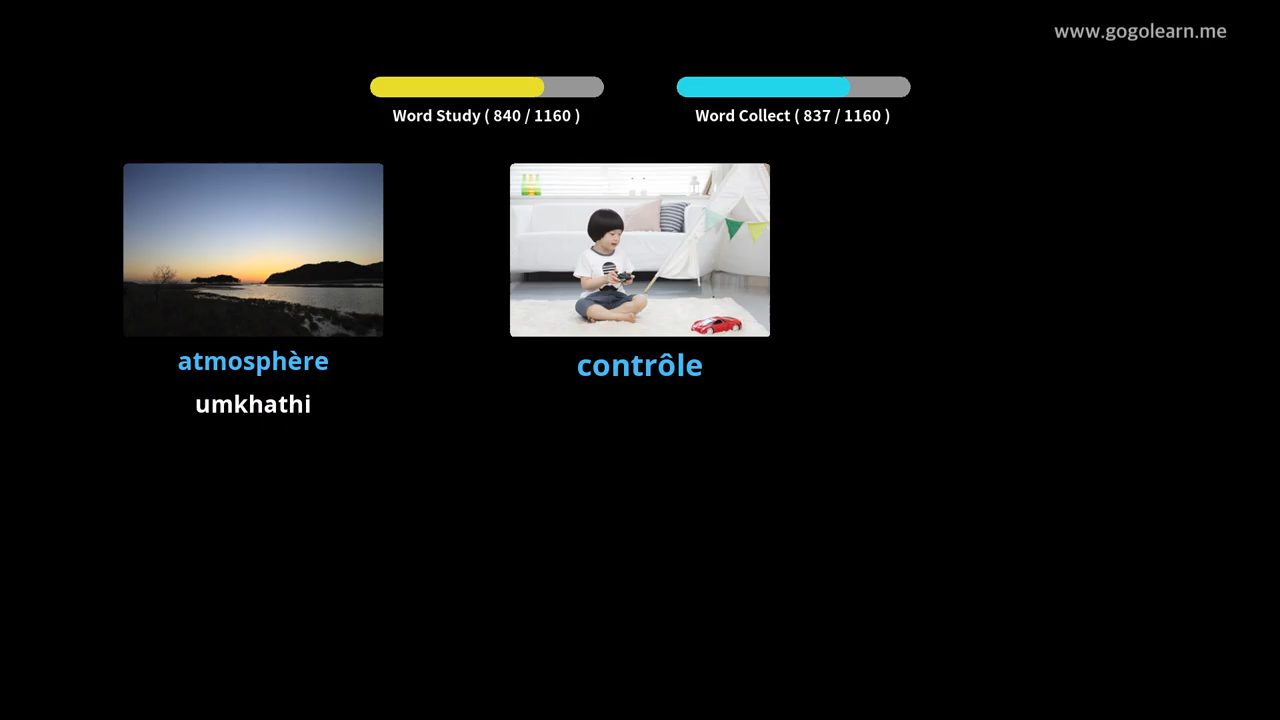 www.gogolearn.me
Word Study ( 840 / 1160 )
Word Collect ( 837 / 1160 )
atmosphère
umkhathi
contrôle